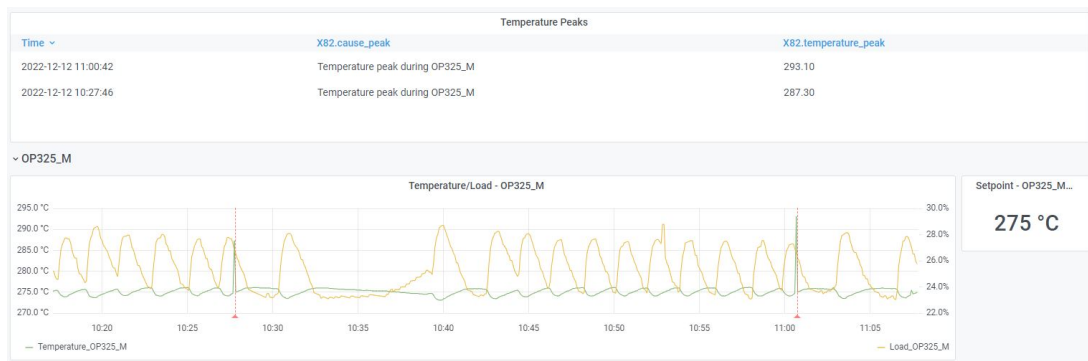 Temperature Peaks
Time X82.cause_peak X82.temperature_peak
2022-12-12 11:00:42 Temperature peak during OP325_M 293.10
2022-12-12 10:27:46 Temperature peak during OP325_M 287.30
OP325_M
Temperature/Load - OP325_M
Setpoint - OP325_M...
275 °C
295.0 °C 30.0%
290.0 °C 28.0%
285.0 °C
280.0 °C 26.0%
275.0 °C 24.0%
270.0 °C 22.0%
10:20 10:25 10:30 10:35 10:40 10:45 10:50 10:55 11:00 11:05
Temperature_OP325_M Load_OP325_M